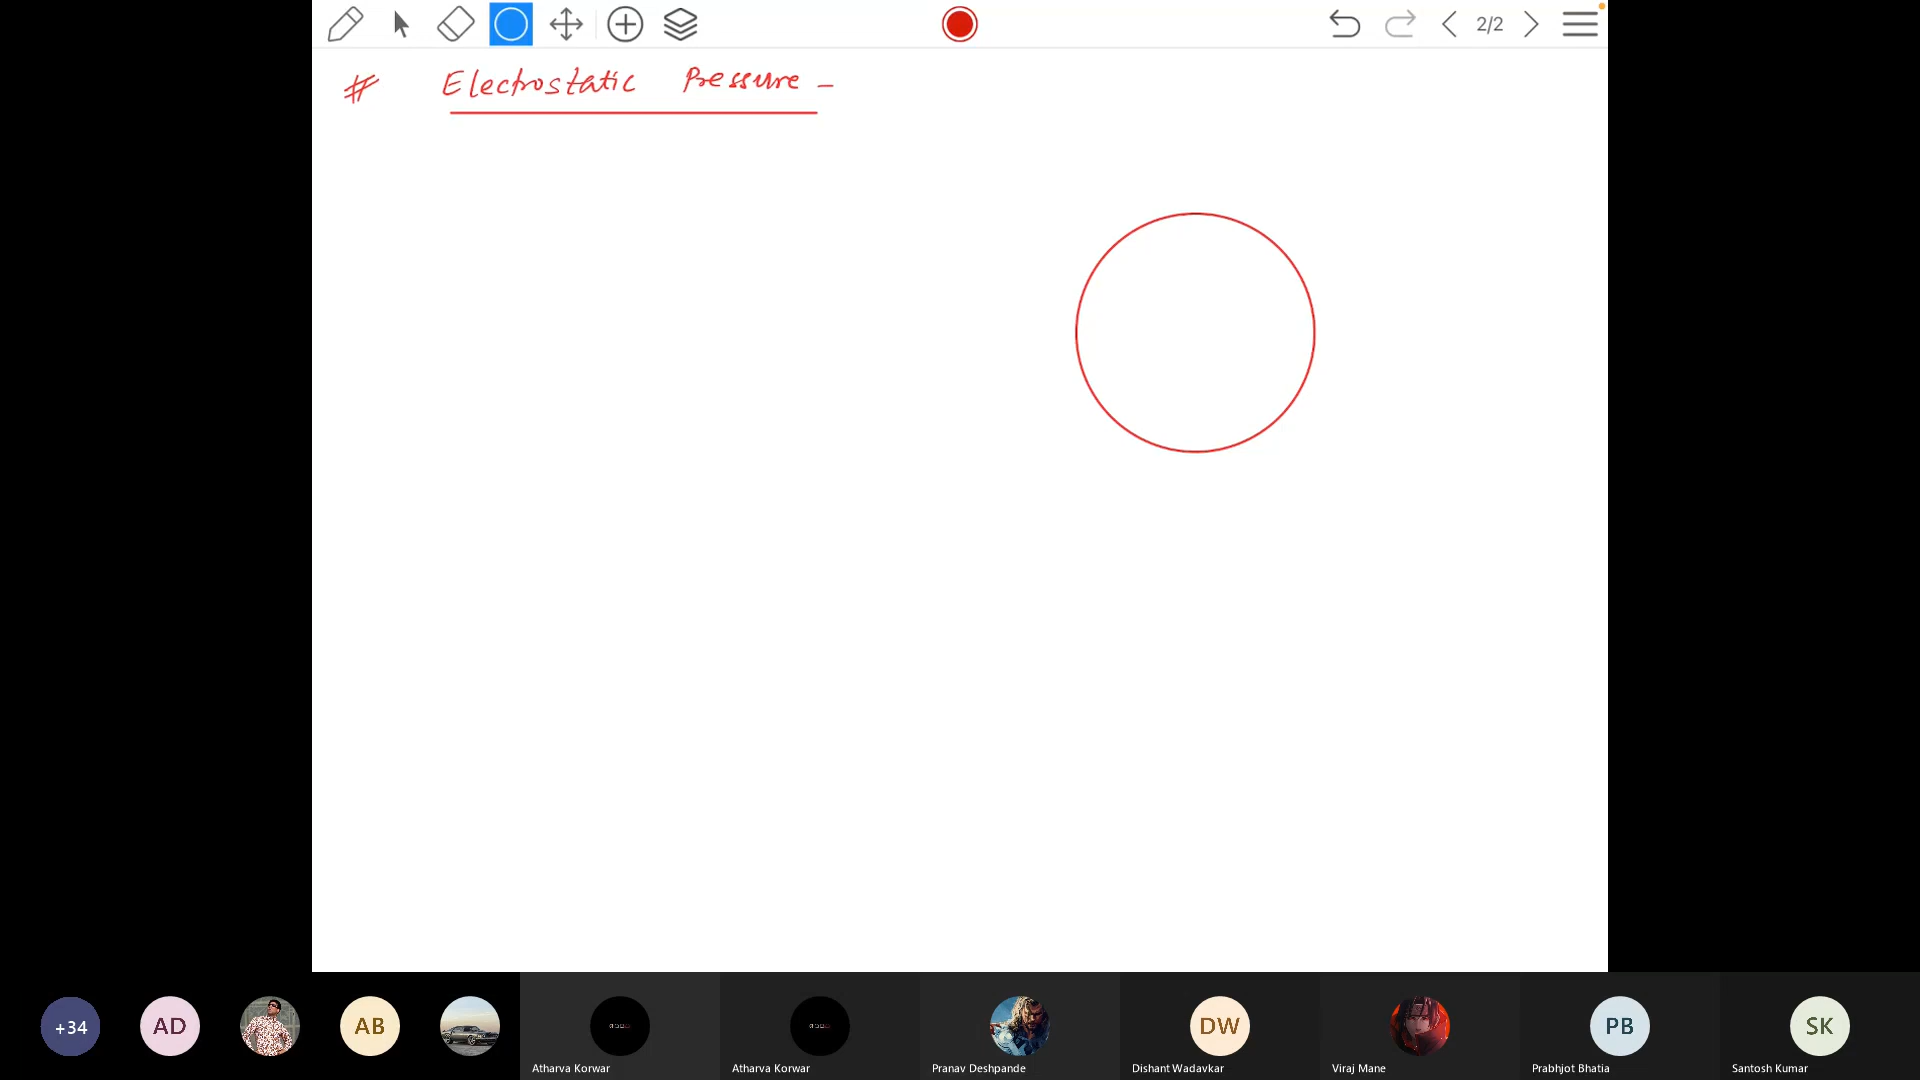 2/2
# Electrostatic Pressure -
+34
AD
AB
DW
PB
SK
Atharva Korwar
Atharva Korwar
Pranav Deshpande
Dishant Wadavkar
Viraj Mane
Prabhjot Bhatia
Santosh Kumar